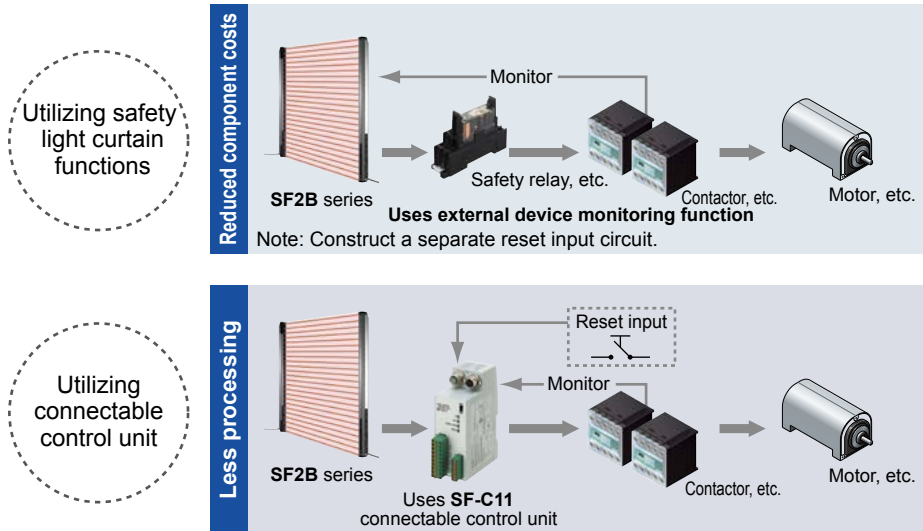 Utilizing safety
light curtain
functions
Reduced component costs
Monitor
SF2B series
Safety relay, etc.
Contactor, etc.
Motor, etc.
Uses external device monitoring function
Note: Construct a separate reset input circuit.
Utilizing
connectable
control unit
Less processing
Reset input
Monitor
SF2B series
Uses SF-C11
connectable control unit
Contactor, etc.
Motor, etc.